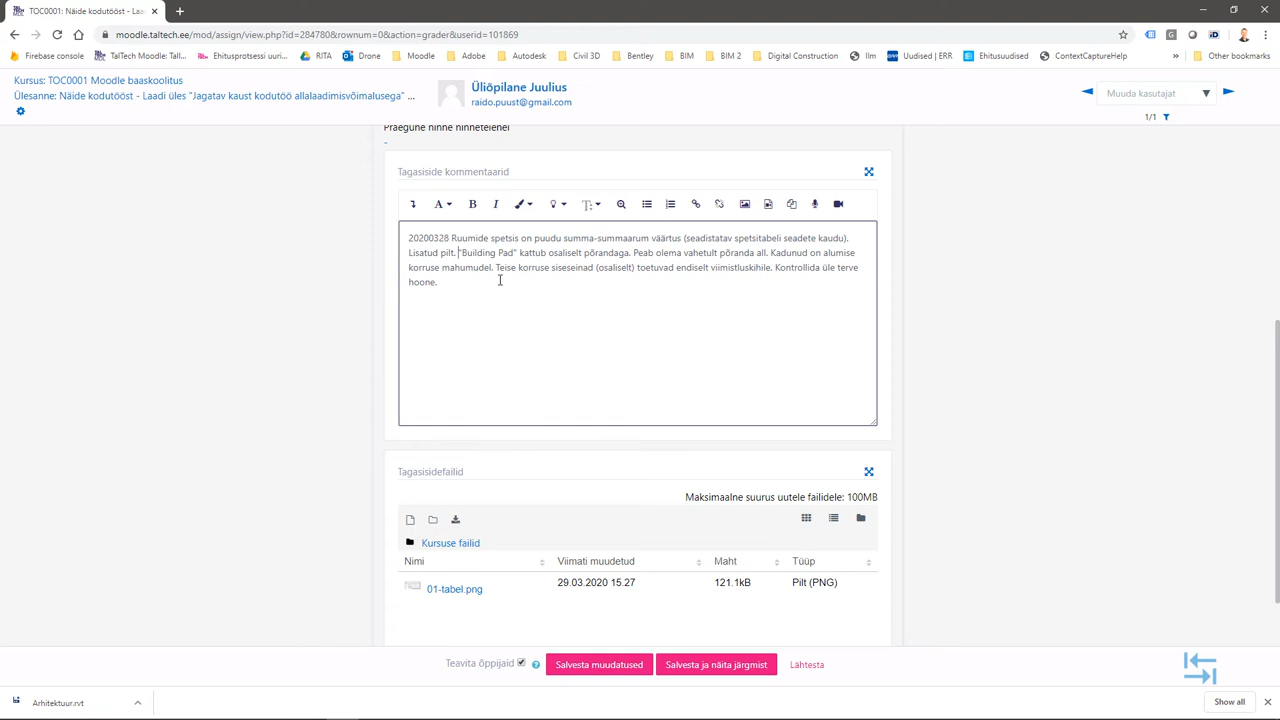 TOC0001: Näide kodutööst - Laa
moodle.taltech.ee/mod/assign/view.php?id=284780&rownum=0&action=grader&userid=101869
Firebase console
TalTech Moodle: Tall...
Ehitusprotsessi uuri...
RITA
Drone
Moodle
Autodesk
Civil 3D
Bentley
BIM
BIM 2
Digital Construction
Ilm
Uudised | ERR
Ehitusuudised
ContextCaptureHelp
»
Other bookmarks
Kursus: TOC0001 Moodle baaskoolitus
Ülesanne: Näide kodutööst - Laadi üles "Jagatav kaust kodutöö allalaadimisvõimalusega" ...
Üliõpilane Juulius
raido.puust@gmail.com
Muuda kasutajat
1/1
Praegune hinne hinnetelehel
-
Tagasiside kommentaarid
20200328 Ruumide spetsis on puudu summa-summaarum väärtus (seadistatav spetsitabeli seadete kaudu).
Lisatud pilt. "Building Pad" kattub osaliselt põrandaga. Peab olema vahetult põranda all. Kadunud on alumise
korruse mahumudel. Teise korruse siseseinad (osaliselt) toetuvad endiselt viimistluskihile. Kontrollida üle terve
hoone.
Tagasisidefailid
Maksimaalne suurus uutele failidele: 100MB
Kursuse failid
Nimi
Viimati muudetud
Maht
Tüüp
01-tabel.png
29.03.2020 15.27
121.1kB
Pilt (PNG)
Teavita õppijaid
Salvesta muudatused
Salvesta ja näita järgmist
Lähtesta
Arhitektuur.rvt
Show all